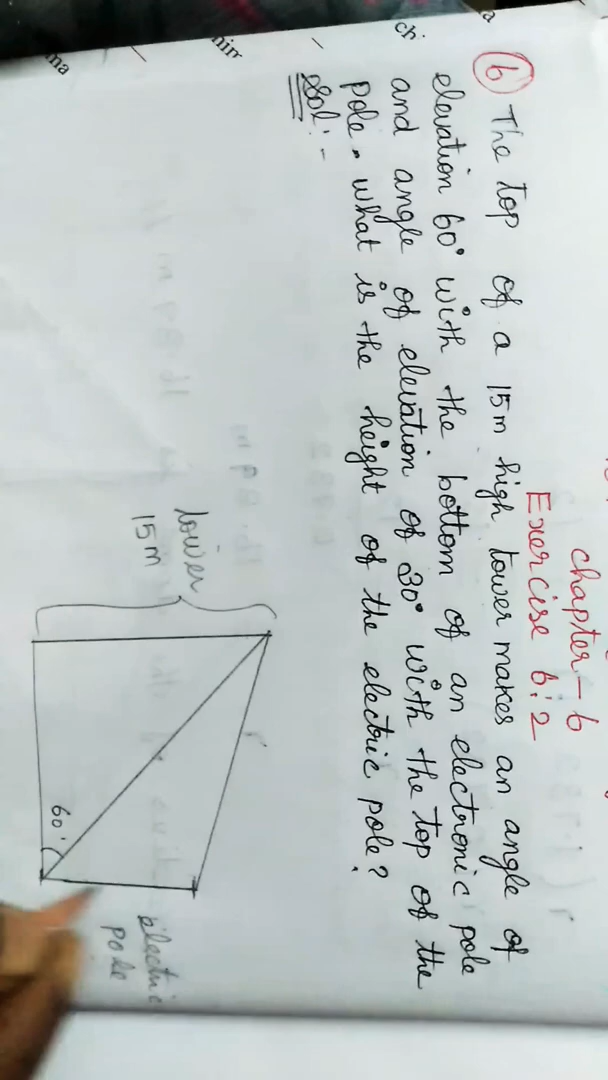 chapter - 6
Exercise 6.2
6 The top of a 15m high tower makes an angle of
elevation 60° with the bottom of an electronic pole
and angle of elevation of 30° with the top of the
pole. what is the height of the electric pole?
Sol:-
tower
15m
60°
electric
pole